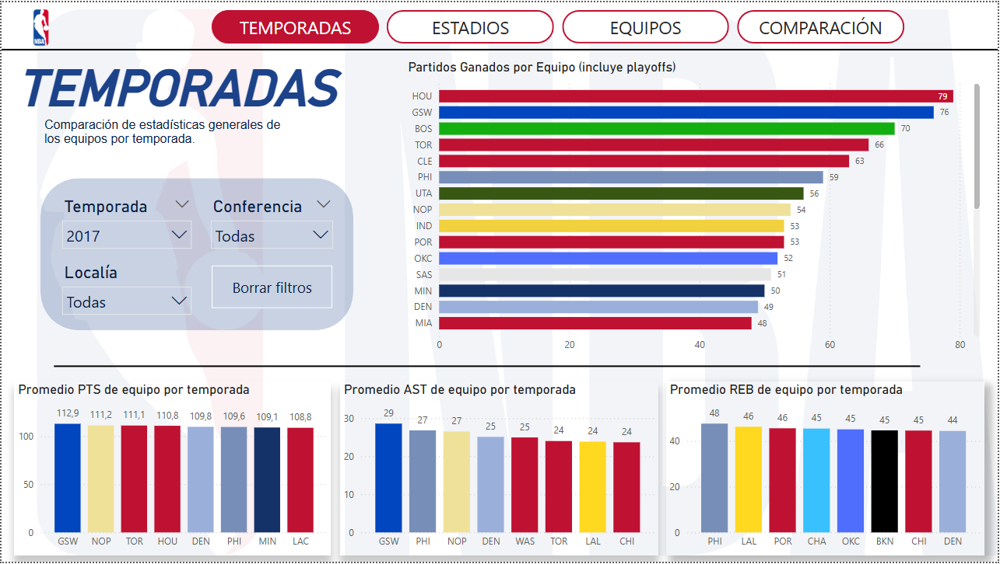 NBA
TEMPORADAS
ESTADIOS
EQUIPOS
COMPARACIÓN
TEMPORADAS
Comparación de estadísticas generales de
los equipos por temporada.
Temporada
Conferencia
2017
Todas
Localía
Todas
Borrar filtros
Partidos Ganados por Equipo (incluye playoffs)
HOU 79
GSW 76
BOS 70
TOR 66
CLE 63
PHI 59
UTA 56
NOP 54
IND 53
POR 53
OKC 52
SAS 51
MIN 50
DEN 49
MIA 48
0 20 40 60 80
Promedio PTS de equipo por temporada
112,9 111,2 111,1 110,8 109,8 109,6 109,1 108,8
100
50
0
GSW NOP TOR HOU DEN PHI MIN LAC
Promedio AST de equipo por temporada
29 27 27 25 25 24 24 24
30
20
10
0
GSW PHI NOP DEN WAS TOR LAL CHI
Promedio REB de equipo por temporada
48 46 46 45 45 45 45 44
40
20
0
PHI LAL POR CHA OKC BKN CHI DEN